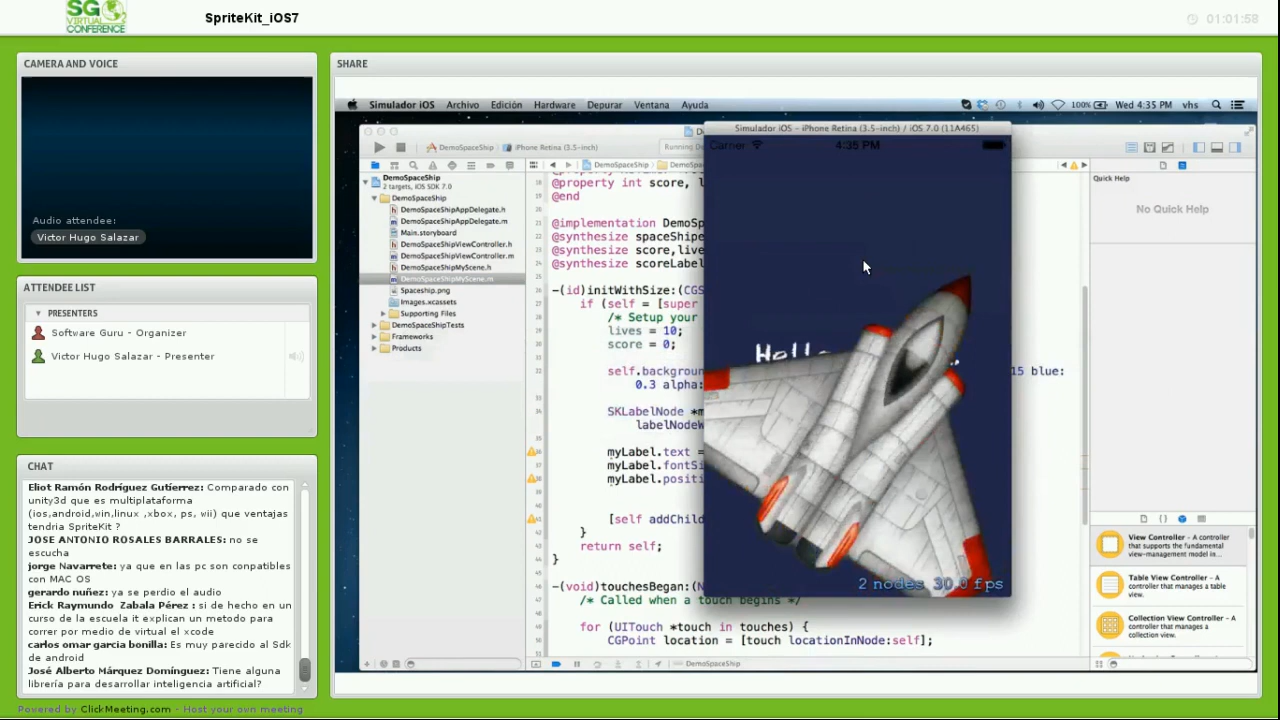 SG
VIRTUAL
CONFERENCE
SpriteKit_iOS7
01:01:58
CAMERA AND VOICE
Audio attendee:
Victor Hugo Salazar
ATTENDEE LIST
PRESENTERS
Software Guru - Organizer
Victor Hugo Salazar - Presenter
CHAT
Eliot Ramón Rodríguez Gutíerrez: Comparado con
unity3d que es multiplataforma
(ios,android,win,linux ,xbox, ps, wii) que ventajas
tendria SpriteKit ?
JOSE ANTONIO ROSALES BARRALES: no se
escucha
jorge Navarrete: ya que en las pc son conpatibles
con MAC OS
gerardo nuñez: ya se perdio el audio
Erick Raymundo Zabala Pérez : si de hecho en un
curso de la escuela it explican un metodo para
correr por medio de virtual el xcode
carlos omar garcia bonilla: Es muy parecido al Sdk
de android
José Alberto Márquez Domínguez: Tiene alguna
librería para desarrollar inteligencia artificial?
Powered by ClickMeeting.com - Host your own meeting
SHARE
Simulador iOS Archivo Edición Hardware Depurar Ventana Ayuda
100% Wed 4:35 PM vhs
DemoSpaceShip iPhone Retina (3.5-inch)
Running
DemoSpaceShip
2 targets, iOS SDK 7.0
DemoSpaceShip
DemoSpaceShipAppDelegate.h
DemoSpaceShipAppDelegate.m
Main.storyboard
DemoSpaceShipViewController.h
DemoSpaceShipViewController.m
DemoSpaceShipMyScene.h
DemoSpaceShipMyScene.m
Spaceship.png
Images.xcassets
Supporting Files
DemoSpaceShipTests
Frameworks
Products
DemoSpaceShip
@property int score, l
@end
@implementation DemoSp
@synthesize spaceShipe
@synthesize score,live
@synthesize scoreLabel
-(id)initWithSize:(CGS
if (self = [super
/* Setup your
lives = 10;
score = 0;
self.backgroun 15 blue:
0.3 alpha:
SKLabelNode *m
labelNodeW
myLabel.text =
myLabel.fontSi
myLabel.positi
[self addChild
}
return self;
}
-(void)touchesBegan:(N
/* Called when a touch begins */
for (UITouch *touch in touches) {
CGPoint location = [touch locationInNode:self];
DemoSpaceShip
Simulador iOS - iPhone Retina (3.5-inch) / iOS 7.0 (11A465)
Carrier 4:35 PM
Hello
2 nodes 30.0 fps
Quick Help
No Quick Help
View Controller - A controller
that supports the fundamental
view-management model in...
Table View Controller - A
controller that manages a table
view.
Collection View Controller - A
controller that manages a
collection view.